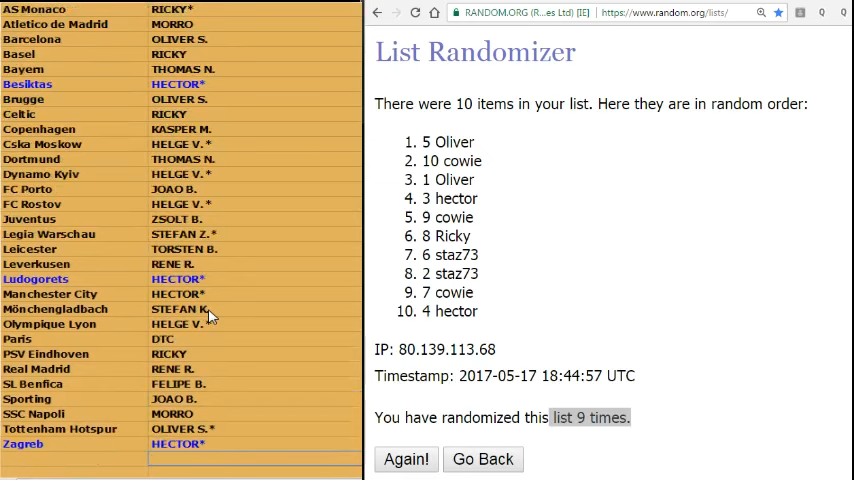 AS Monaco RICKY*
Atletico de Madrid MORRO
Barcelona OLIVER S.
Basel RICKY
Bayern THOMAS N.
Besiktas HECTOR*
Brugge OLIVER S.
Celtic RICKY
Copenhagen KASPER M.
Cska Moskow HELGE V. *
Dortmund THOMAS N.
Dynamo Kyiv HELGE V. *
FC Porto JOAO B.
FC Rostov HELGE V. *
Juventus ZSOLT B.
Legia Warschau STEFAN Z. *
Leicester TORSTEN B.
Leverkusen RENE R.
Ludogorets HECTOR*
Manchester City HECTOR*
Mönchengladbach STEFAN K.
Olympique Lyon HELGE V. *
Paris DTC
PSV Eindhoven RICKY
Real Madrid RENE R.
SL Benfica FELIPE B.
Sporting JOAO B.
SSC Napoli MORRO
Tottenham Hotspur OLIVER S. *
Zagreb HECTOR*
RANDOM.ORG (R...es Ltd) [IE] https://www.random.org/lists/
List Randomizer
There were 10 items in your list. Here they are in random order:
1. 5 Oliver
2. 10 cowie
3. 1 Oliver
4. 3 hector
5. 9 cowie
6. 8 Ricky
7. 6 staz73
8. 2 staz73
9. 7 cowie
10. 4 hector
IP: 80.139.113.68
Timestamp: 2017-05-17 18:44:57 UTC
You have randomized this list 9 times.
Again! Go Back